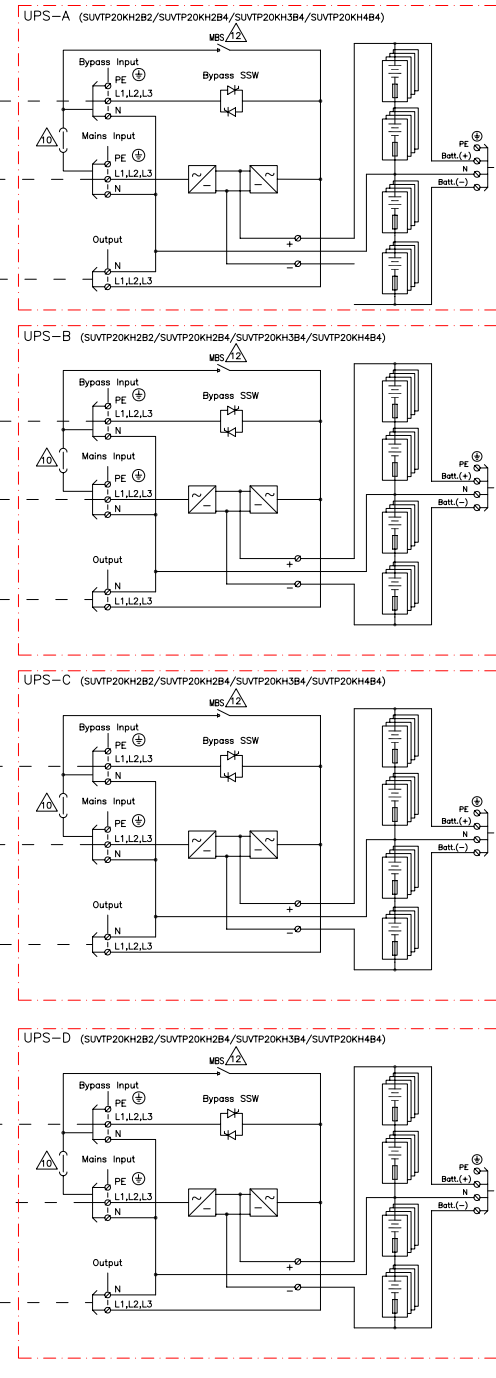 UPS-A (SUVTP20KH2B2/SUVTP20KH2B4/SUVTP20KH3B4/SUVTP20KH4B4)
MBS 12
Bypass Input
Bypass SSW
PE
L1,L2,L3
N
10
Mains Input
PE
L1,L2,L3
N
PE
Batt.(+)
N
Batt.(-)
Output
N
L1,L2,L3
+
-
UPS-B (SUVTP20KH2B2/SUVTP20KH2B4/SUVTP20KH3B4/SUVTP20KH4B4)
MBS 12
Bypass Input
Bypass SSW
PE
L1,L2,L3
N
10
Mains Input
PE
L1,L2,L3
N
PE
Batt.(+)
N
Batt.(-)
Output
N
L1,L2,L3
+
-
UPS-C (SUVTP20KH2B2/SUVTP20KH2B4/SUVTP20KH3B4/SUVTP20KH4B4)
MBS 12
Bypass Input
Bypass SSW
PE
L1,L2,L3
N
10
Mains Input
PE
L1,L2,L3
N
PE
Batt.(+)
N
Batt.(-)
Output
N
L1,L2,L3
+
-
UPS-D (SUVTP20KH2B2/SUVTP20KH2B4/SUVTP20KH3B4/SUVTP20KH4B4)
MBS 12
Bypass Input
Bypass SSW
PE
L1,L2,L3
N
10
Mains Input
PE
L1,L2,L3
N
PE
Batt.(+)
N
Batt.(-)
Output
N
L1,L2,L3
+
-